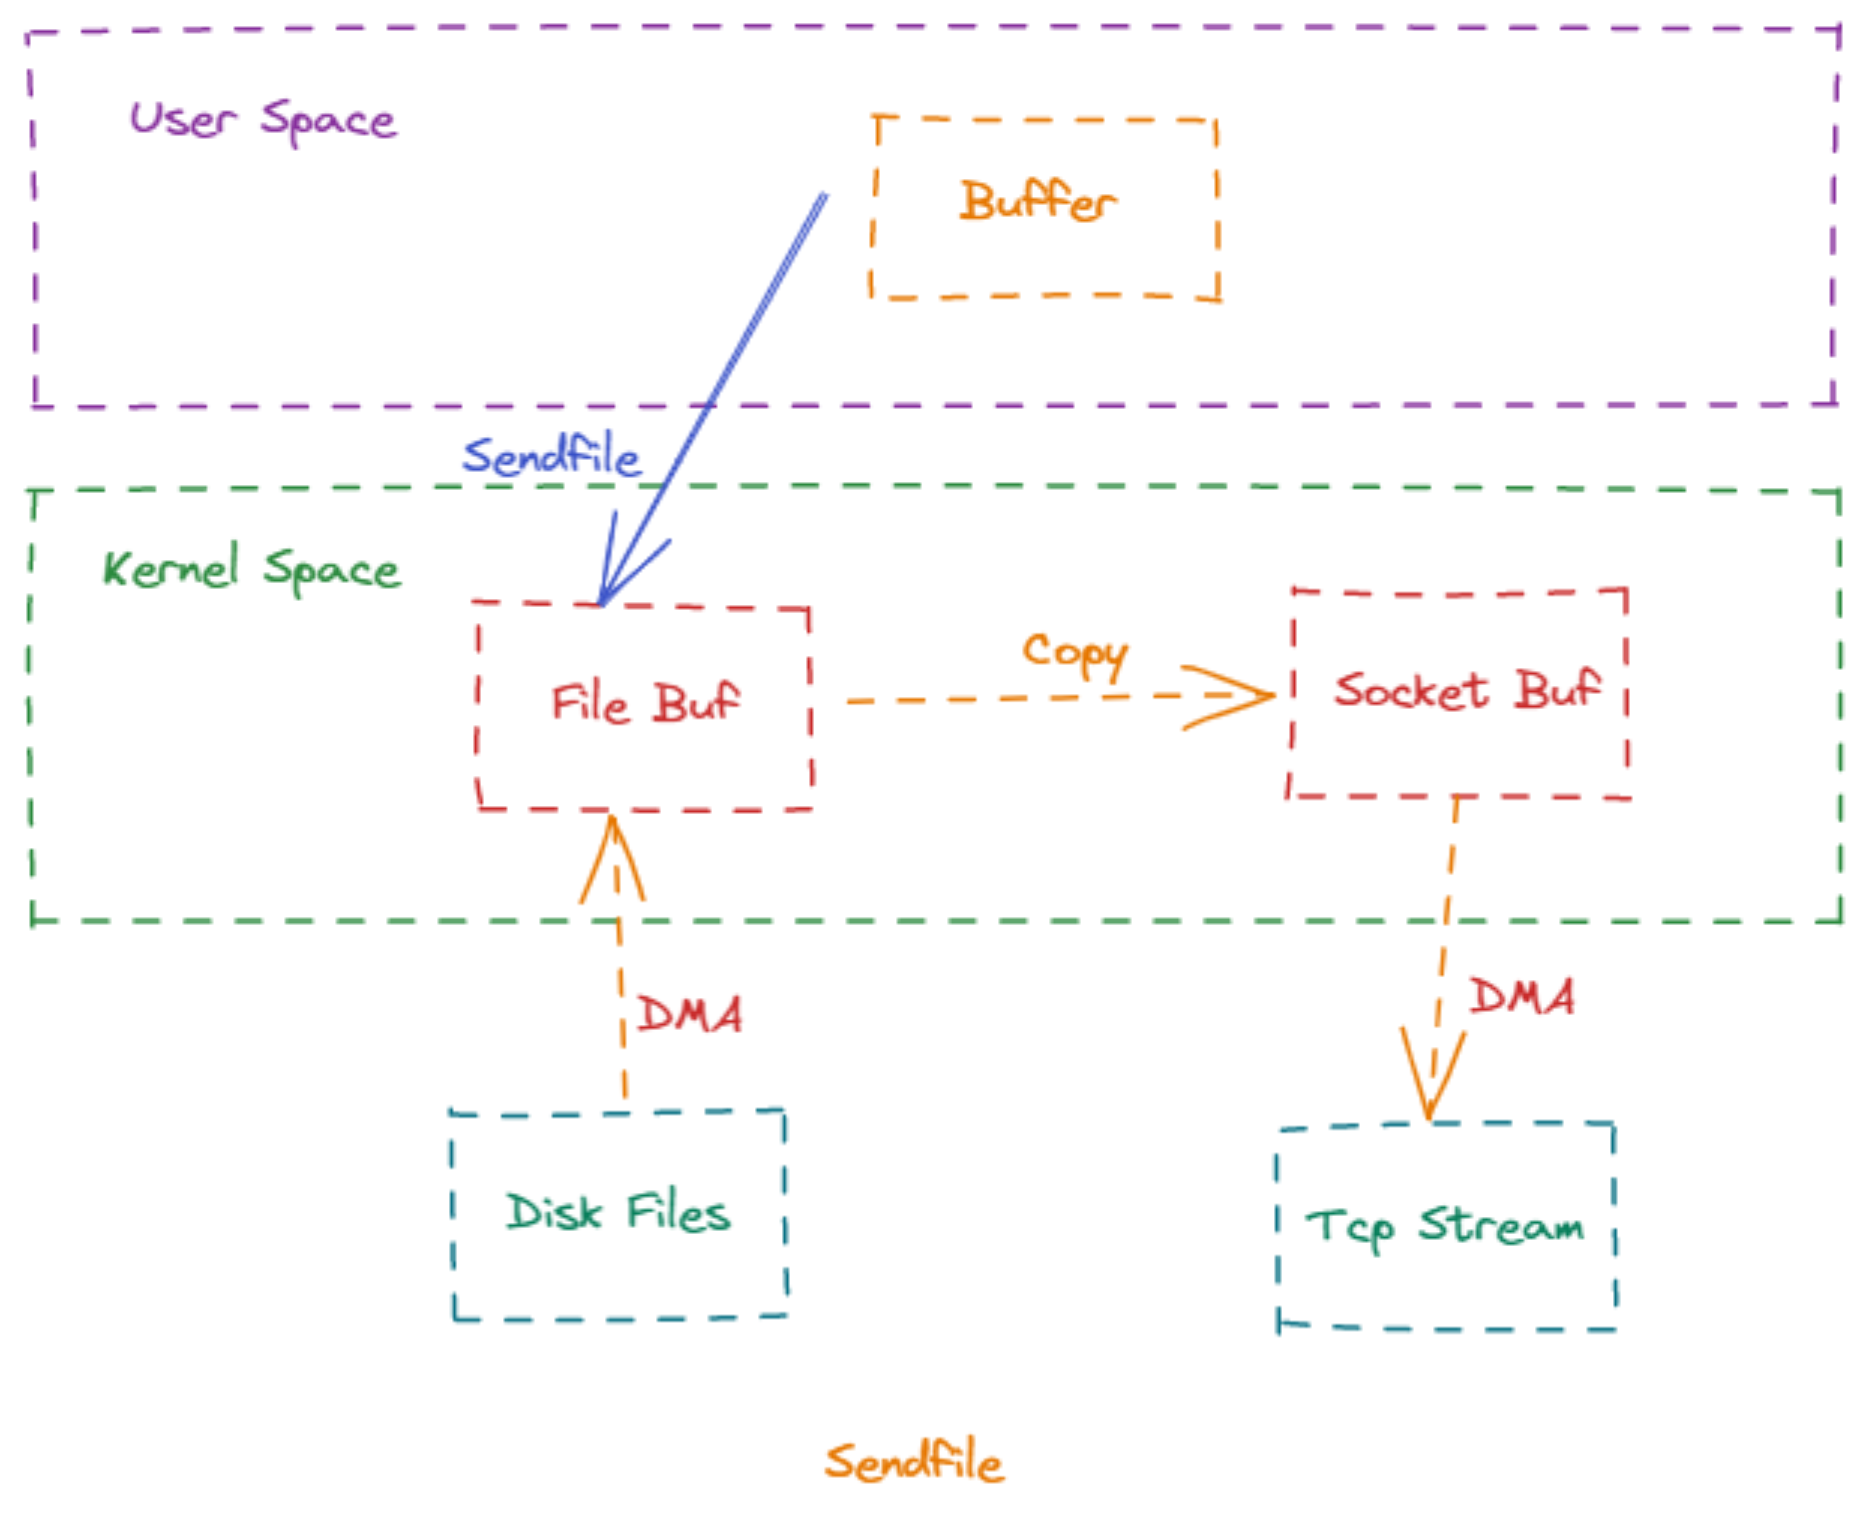 User Space
Buffer
Sendfile
Kernel Space
Copy
File Buf
Socket Buf
DMA
DMA
Disk Files
Tcp Stream
Sendfile